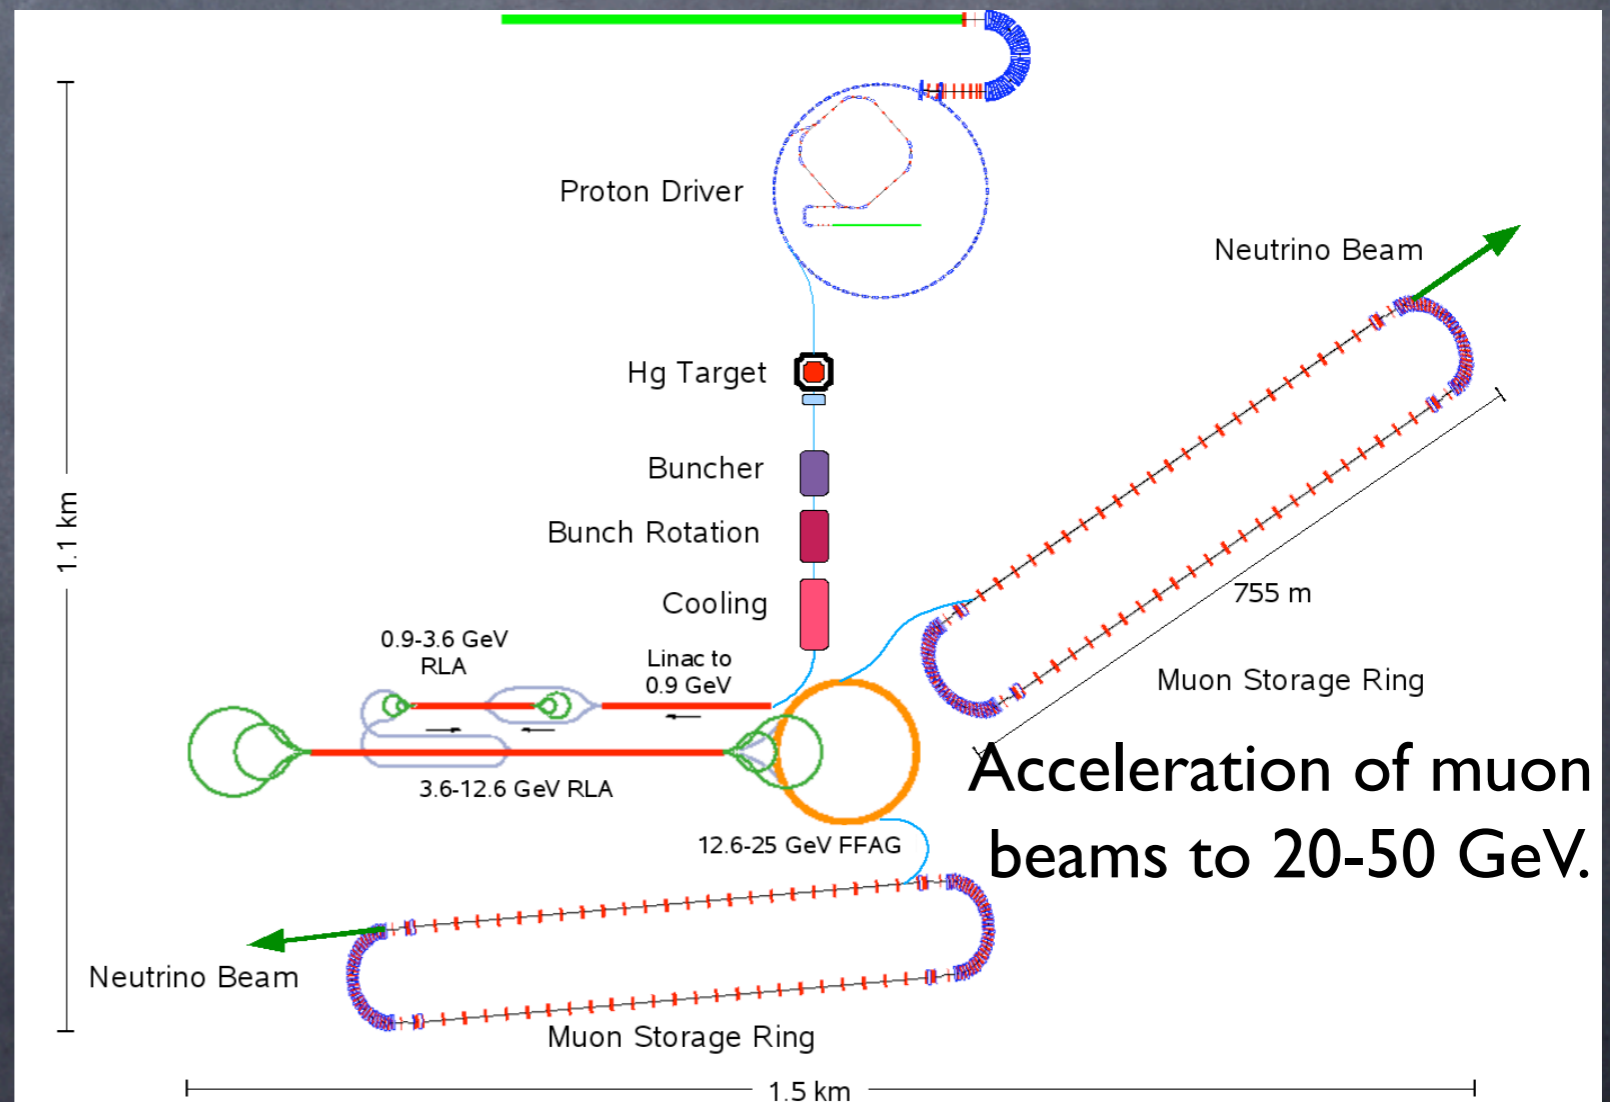 Proton Driver
Neutrino Beam
Hg Target
Buncher
1.1 km
Bunch Rotation
755 m
Cooling
0.9-3.6 GeV
RLA
Linac to
0.9 GeV
Muon Storage Ring
3.6-12.6 GeV RLA
Acceleration of muon
beams to 20-50 GeV.
12.6-25 GeV FFAG
Neutrino Beam
Muon Storage Ring
1.5 km